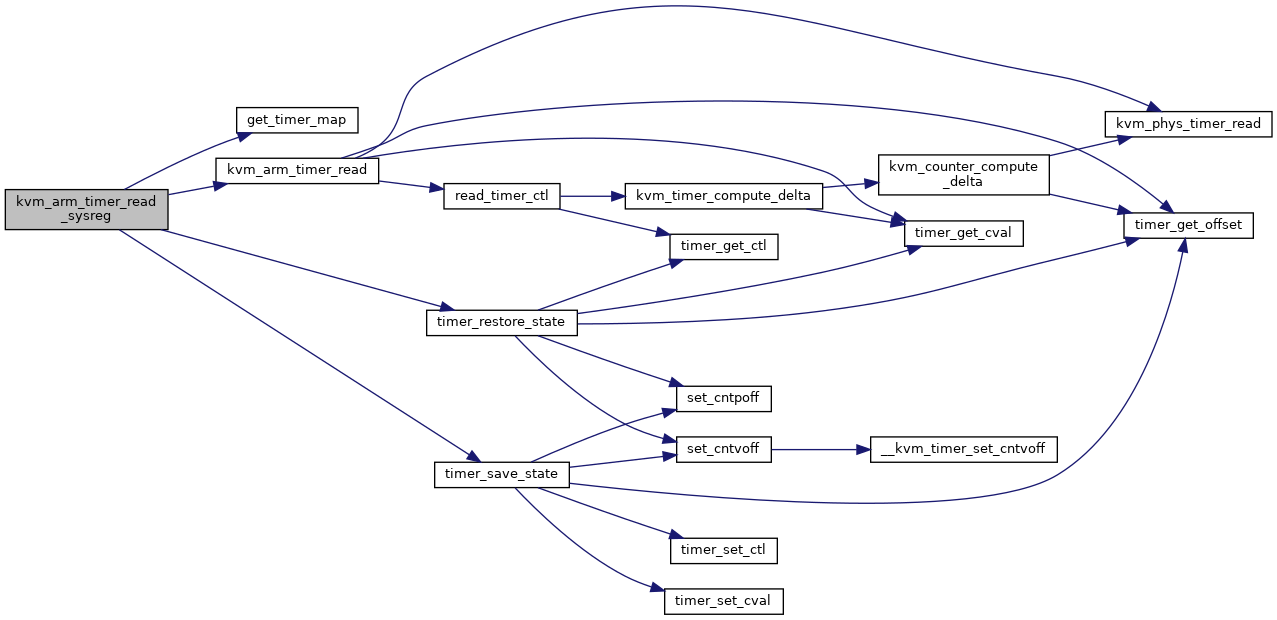 kvm_arm_timer_read
_sysreg
get_timer_map
kvm_arm_timer_read
read_timer_ctl
kvm_timer_compute_delta
kvm_counter_compute
_delta
kvm_phys_timer_read
timer_get_offset
timer_get_cval
timer_get_ctl
timer_restore_state
set_cntpoff
set_cntvoff
__kvm_timer_set_cntvoff
timer_save_state
timer_set_ctl
timer_set_cval